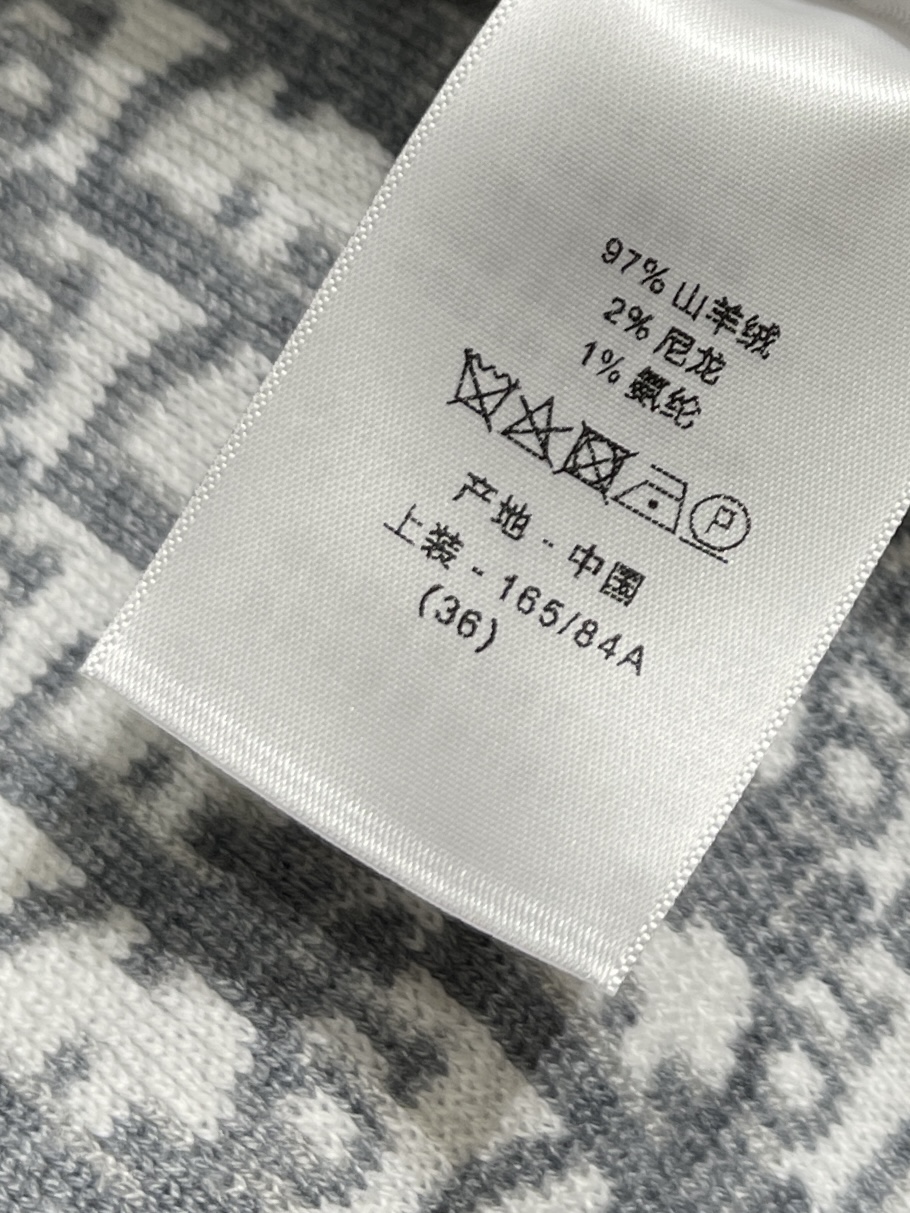 97% 山羊绒
2% 尼龙
1% 氨纶
P
产地 - 中国
上装 - 165/84A
(36)